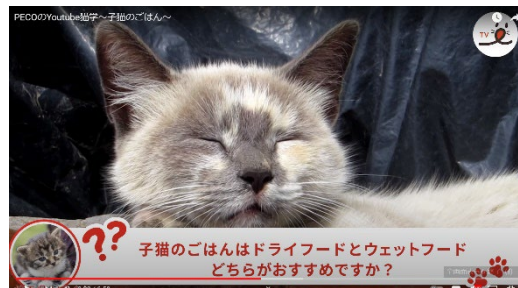 PECOのYoutube猫学～子猫のごはん～
TV
??
子猫のごはんはドライフードとウェットフード
どちらがおすすめですか？